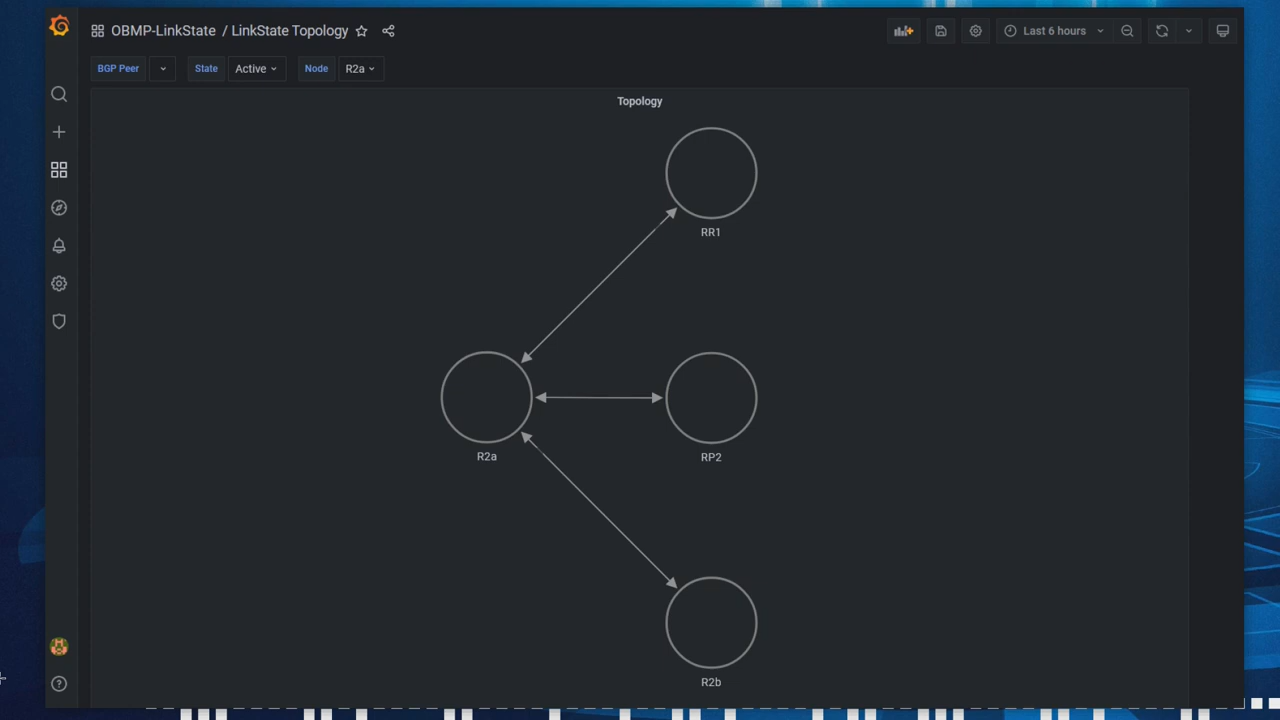 OBMP-LinkState / LinkState Topology
Last 6 hours
BGP Peer
State
Active
Node
R2a
Topology
RR1
R2a
RP2
R2b